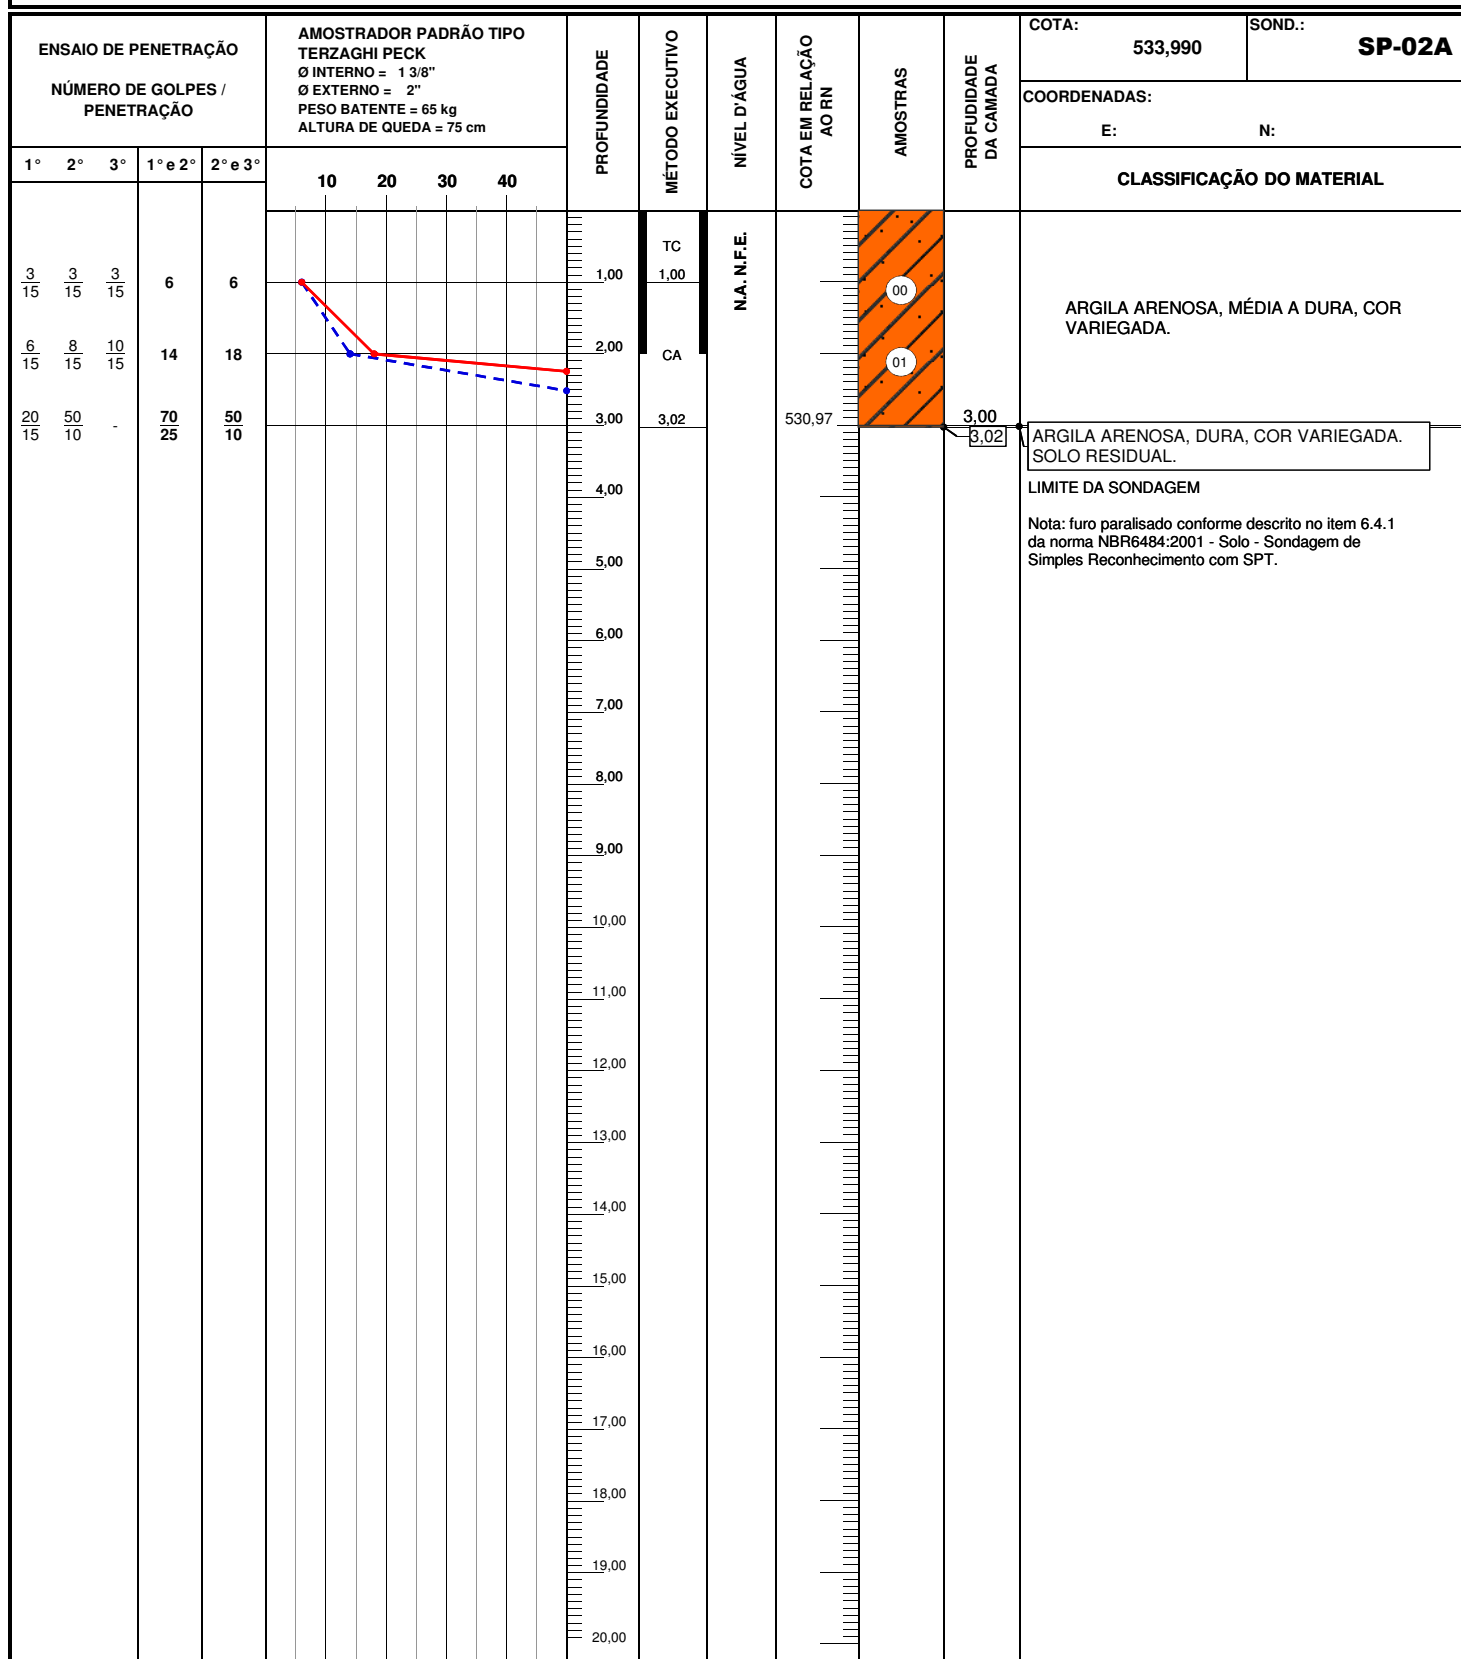 ENSAIO DE PENETRAÇÃO
NÚMERO DE GOLPES /
PENETRAÇÃO
1° 2° 3° 1° e 2° 2° e 3°
AMOSTRADOR PADRÃO TIPO
TERZAGHI PECK
Ø INTERNO = 1 3/8"
Ø EXTERNO = 2"
PESO BATENTE = 65 kg
ALTURA DE QUEDA = 75 cm
10 20 30 40
PROFUNDIDADE
MÉTODO EXECUTIVO
NÍVEL D'ÁGUA
COTA EM RELAÇÃO
AO RN
AMOSTRAS
PROFUDIDADE
DA CAMADA
COTA:
533,990
SOND.:
SP-02A
COORDENADAS:
E: N:
CLASSIFICAÇÃO DO MATERIAL
3/15 3/15 3/15 6 6
6/15 8/15 10/15 14 18
20/15 50/10 - 70/25 50/10
1,00
2,00
3,00
4,00
5,00
6,00
7,00
8,00
9,00
10,00
11,00
12,00
13,00
14,00
15,00
16,00
17,00
18,00
19,00
20,00
TC
1,00
CA
3,02
N.A. N.F.E.
530,97
00
01
3,00
3,02
ARGILA ARENOSA, MÉDIA A DURA, COR
VARIEGADA.
ARGILA ARENOSA, DURA, COR VARIEGADA.
SOLO RESIDUAL.
LIMITE DA SONDAGEM
Nota: furo paralisado conforme descrito no item 6.4.1
da norma NBR6484:2001 - Solo - Sondagem de
Simples Reconhecimento com SPT.